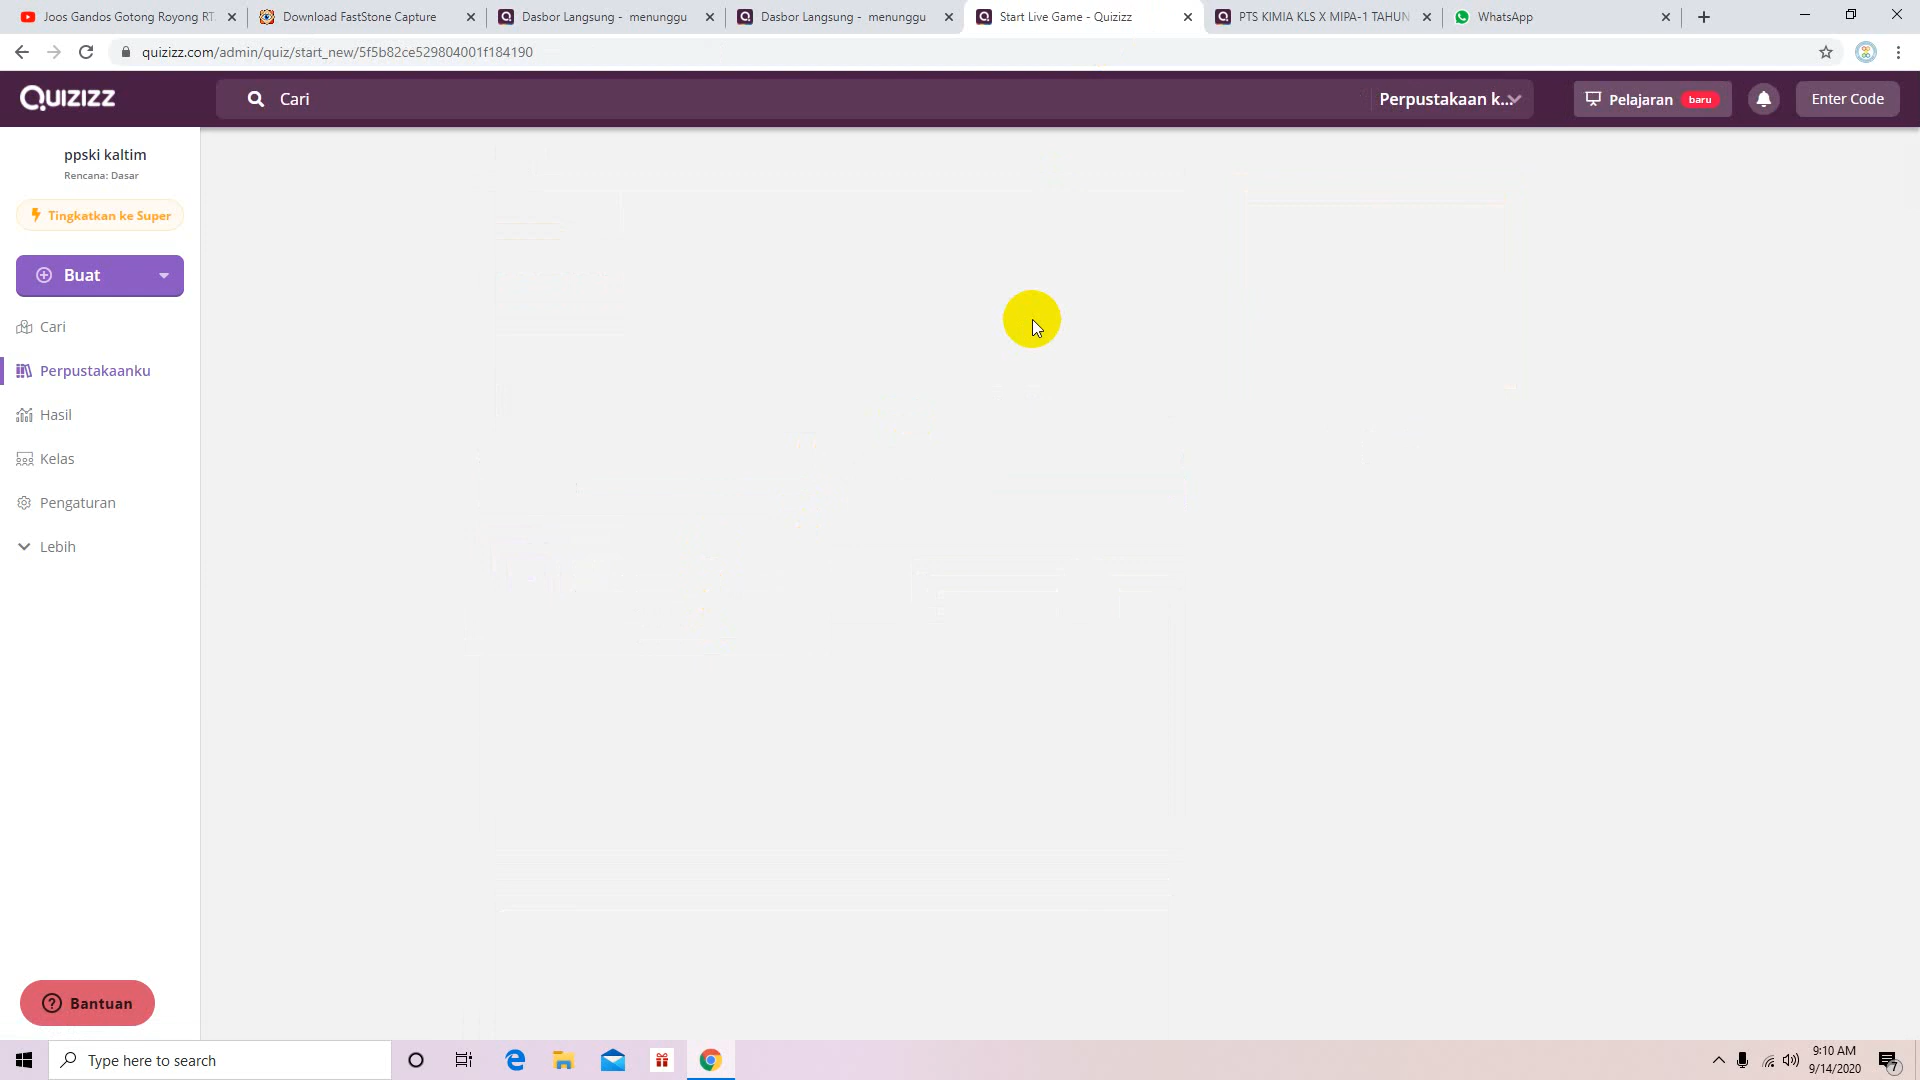 Joos Gandos Gotong Royong RT.
Download FastStone Capture
Dasbor Langsung - menunggu
Dasbor Langsung - menunggu
Start Live Game - Quizizz
PTS KIMIA KLS X MIPA-1 TAHUN
WhatsApp
quizizz.com/admin/quiz/start_new/5f5b82ce529804001f184190
QUIZIZZ
Cari
Perpustakaan k...
Pelajaran baru
Enter Code
ppski kaltim
Rencana: Dasar
Tingkatkan ke Super
Buat
Cari
Perpustakaanku
Hasil
Kelas
Pengaturan
Lebih
Bantuan
Type here to search
9:10 AM
9/14/2020
7